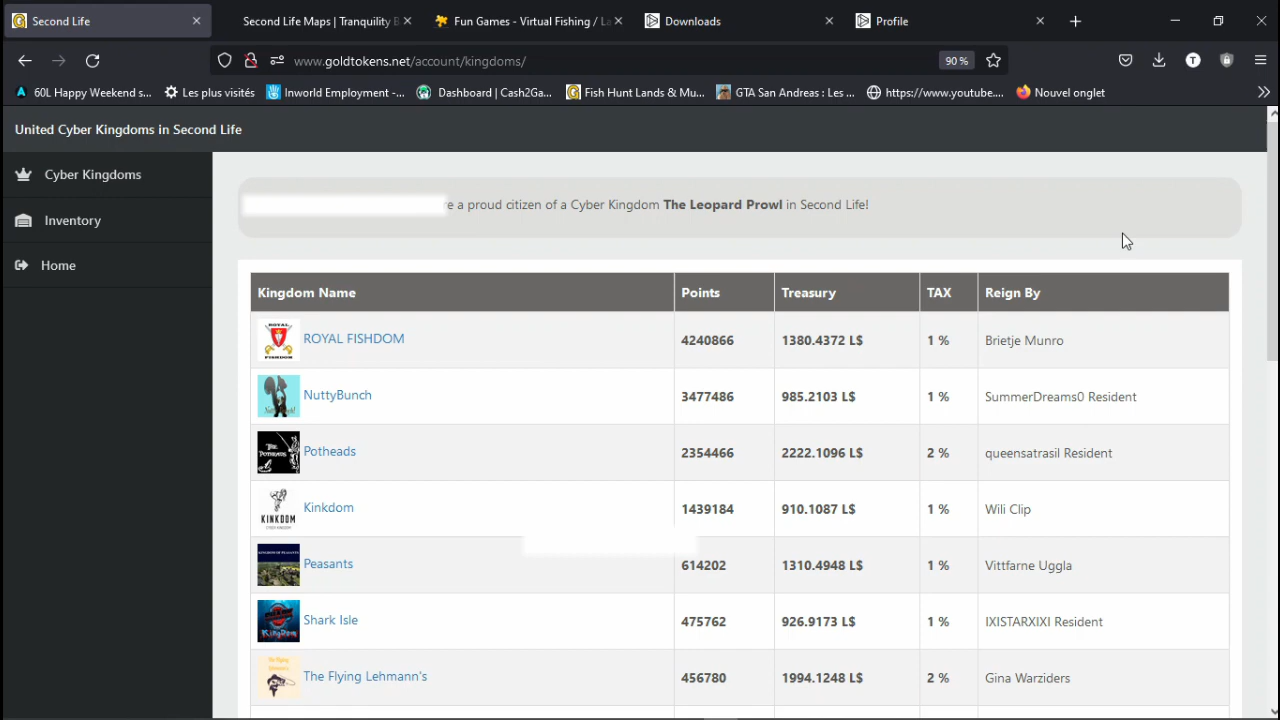 Second Life
Second Life Maps | Tranquility B
Fun Games - Virtual Fishing / La
Downloads
Profile
www.goldtokens.net/account/kingdoms/
90 %
60L Happy Weekend s...
Les plus visités
Inworld Employment -...
Dashboard | Cash2Ga...
Fish Hunt Lands & Mu...
GTA San Andreas : Les ...
https://www.youtube....
Nouvel onglet
United Cyber Kingdoms in Second Life
Cyber Kingdoms
Inventory
Home
re a proud citizen of a Cyber Kingdom The Leopard Prowl in Second Life!
Kingdom Name Points Treasury TAX Reign By
ROYAL FISHDOM 4240866 1380.4372 L$ 1 % Brietje Munro
NuttyBunch 3477486 985.2103 L$ 1 % SummerDreams0 Resident
Potheads 2354466 2222.1096 L$ 2 % queensatrasil Resident
Kinkdom 1439184 910.1087 L$ 1 % Wili Clip
Peasants 614202 1310.4948 L$ 1 % Vittfarne Uggla
Shark Isle 475762 926.9173 L$ 1 % IXISTARXIXI Resident
The Flying Lehmann's 456780 1994.1248 L$ 2 % Gina Warziders